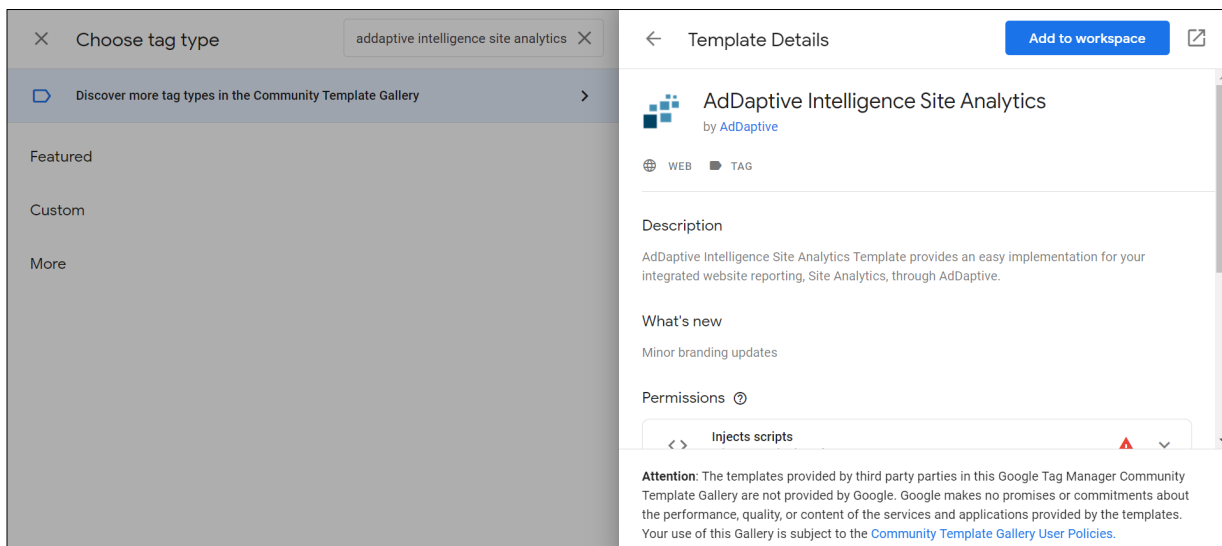 Choose tag type
addaptive intelligence site analytics
Discover more tag types in the Community Template Gallery
Featured
Custom
More
Template Details
Add to workspace
AdDaptive Intelligence Site Analytics
by AdDaptive
WEB
TAG
Description
AdDaptive Intelligence Site Analytics Template provides an easy implementation for your
integrated website reporting, Site Analytics, through AdDaptive.
What's new
Minor branding updates
Permissions
Injects scripts
Attention: The templates provided by third party parties in this Google Tag Manager Community
Template Gallery are not provided by Google. Google makes no promises or commitments about
the performance, quality, or content of the services and applications provided by the templates.
Your use of this Gallery is subject to the Community Template Gallery User Policies.